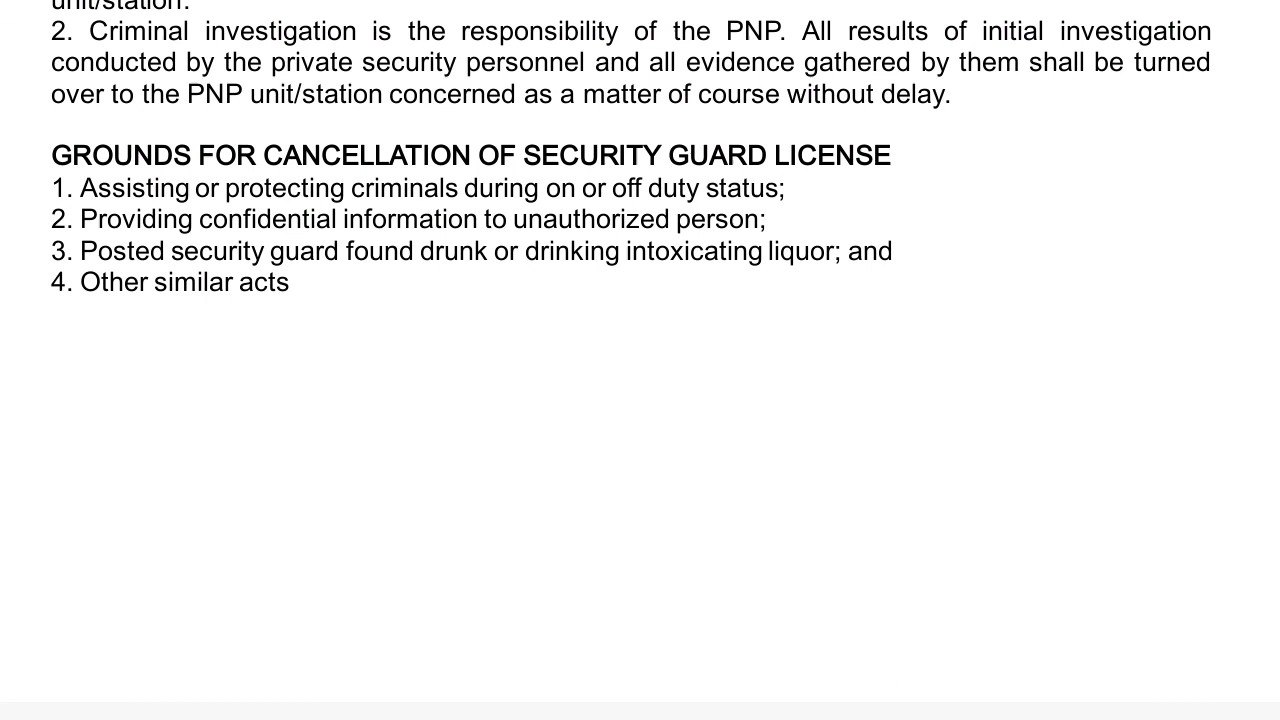 unit/station.
2. Criminal investigation is the responsibility of the PNP. All results of initial investigation
conducted by the private security personnel and all evidence gathered by them shall be turned
over to the PNP unit/station concerned as a matter of course without delay.
GROUNDS FOR CANCELLATION OF SECURITY GUARD LICENSE
1. Assisting or protecting criminals during on or off duty status;
2. Providing confidential information to unauthorized person;
3. Posted security guard found drunk or drinking intoxicating liquor; and
4. Other similar acts